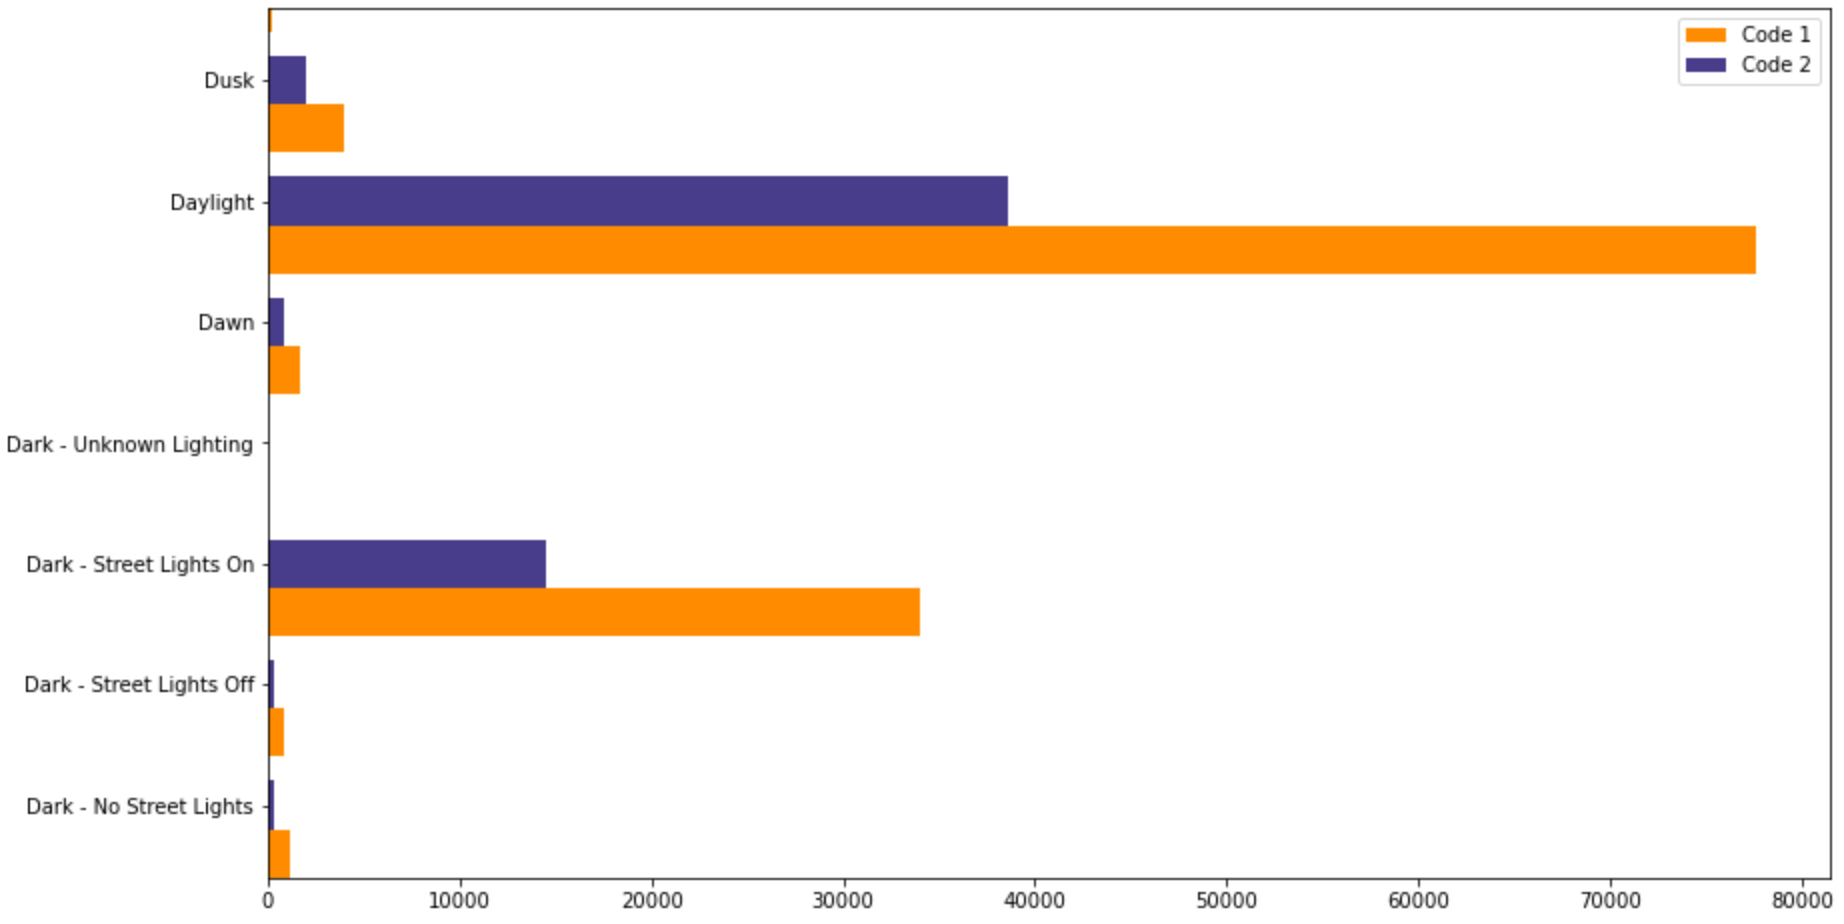 Code 1
Code 2
Dusk
Daylight
Dawn
Dark - Unknown Lighting
Dark - Street Lights On
Dark - Street Lights Off
Dark - No Street Lights
0 10000 20000 30000 40000 50000 60000 70000 80000